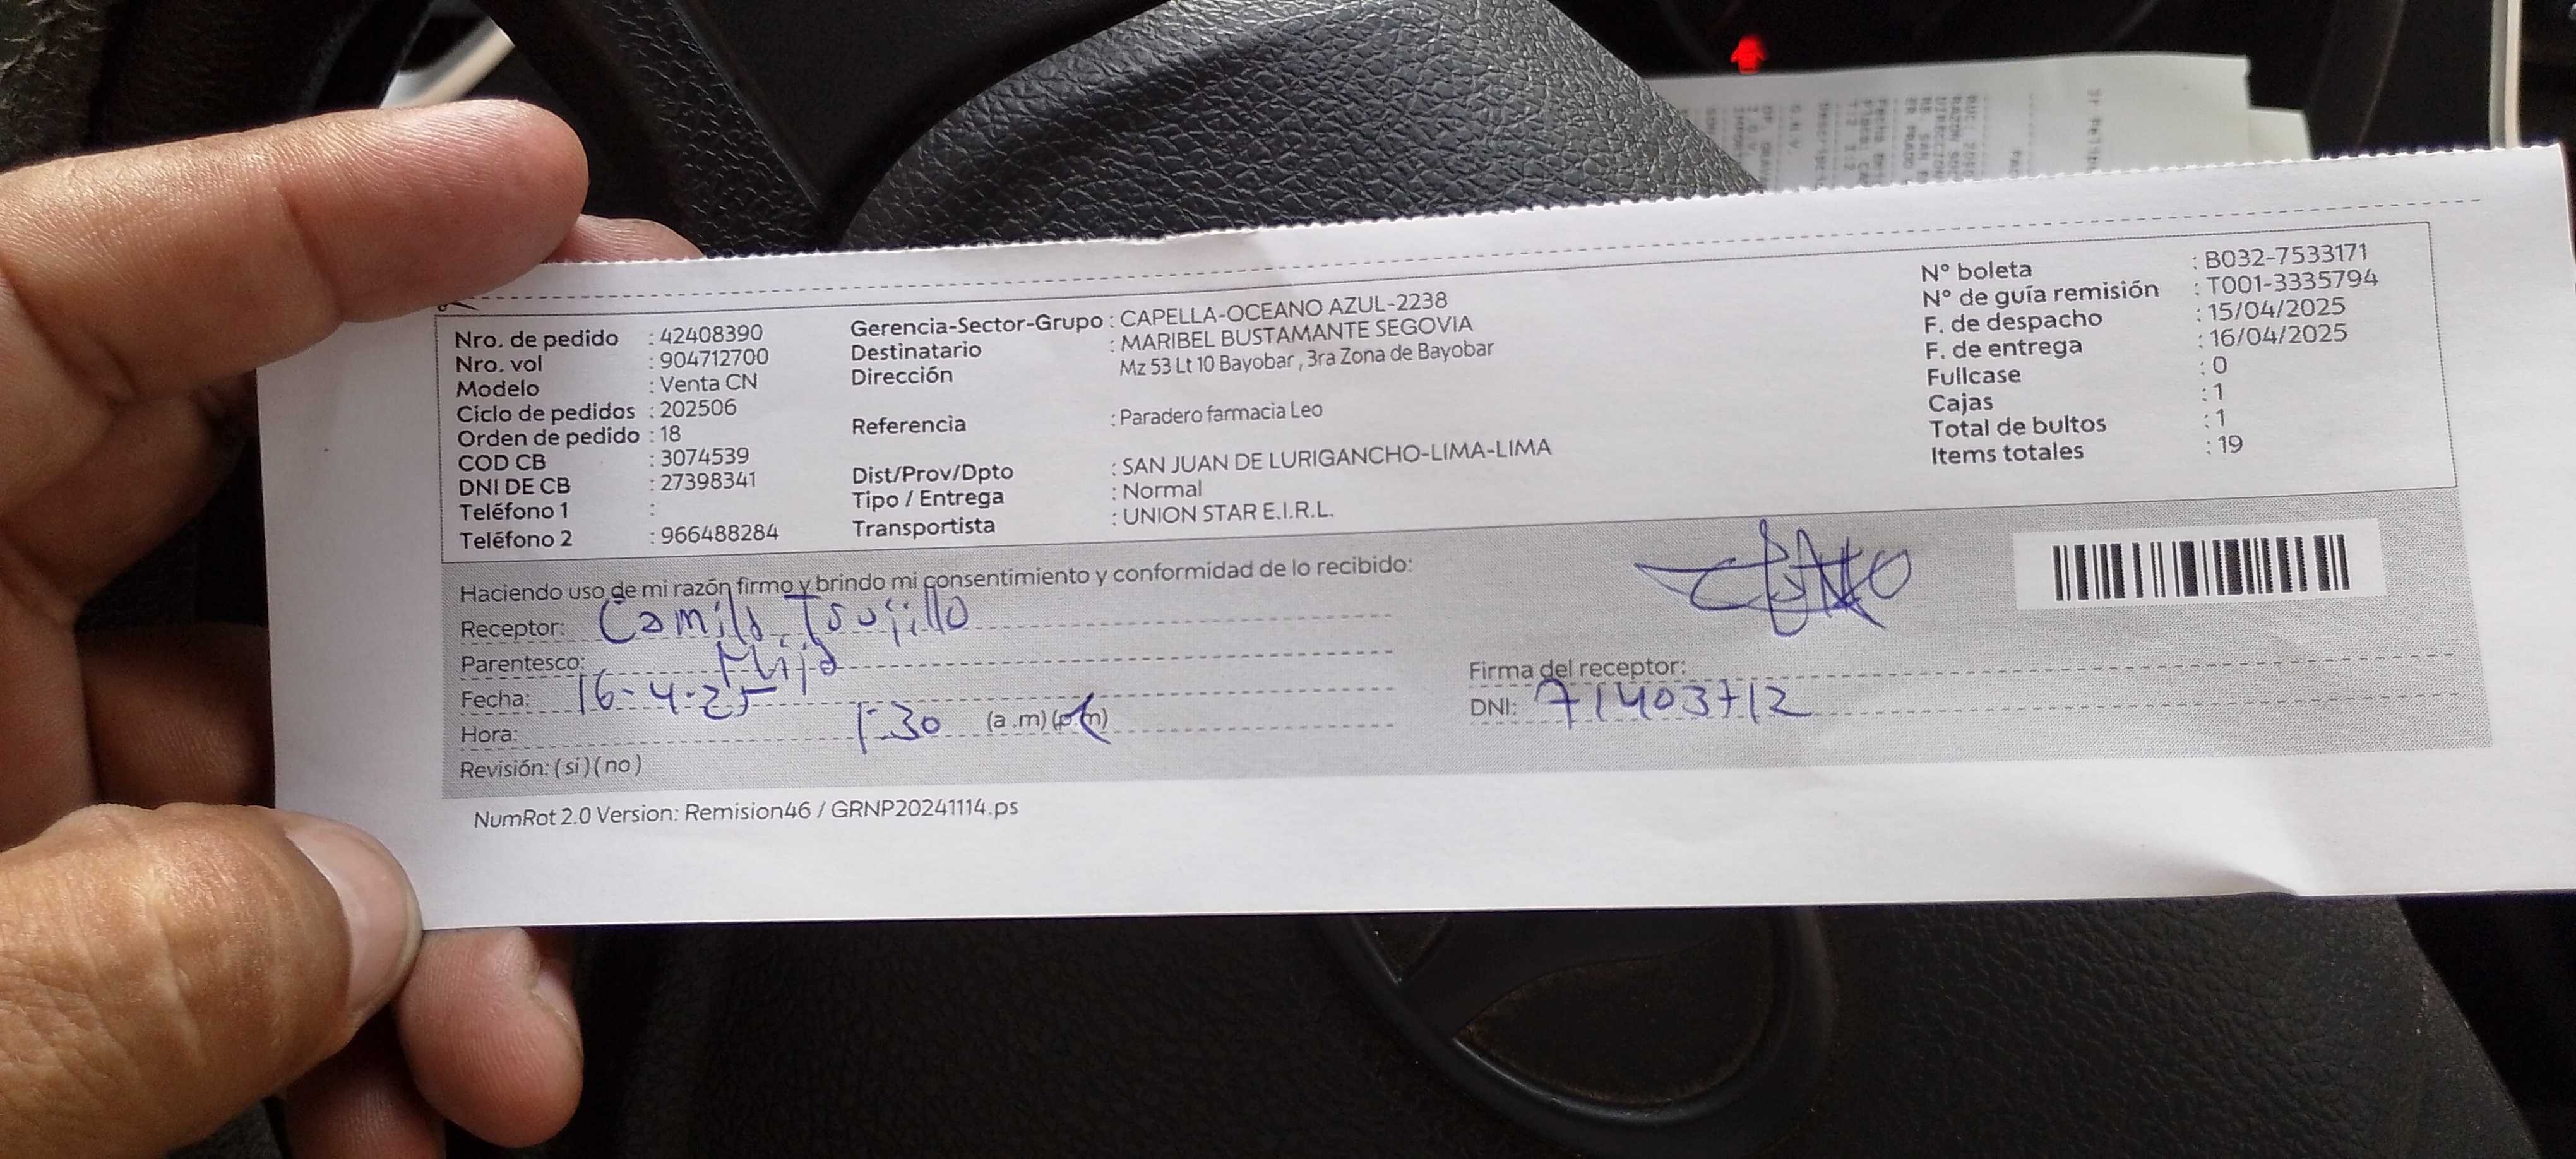 Nro. de pedido : 42408390
Nro. vol : 904712700
Modelo : Venta CN
Ciclo de pedidos : 202506
Orden de pedido : 18
COD CB : 3074539
DNI DE CB : 27398341
Teléfono 1 :
Teléfono 2 : 966488284
Gerencia-Sector-Grupo : CAPELLA-OCEANO AZUL-2238
Destinatario : MARIBEL BUSTAMANTE SEGOVIA
Dirección Mz 53 Lt 10 Bayobar , 3ra Zona de Bayobar
Referencia : Paradero farmacia Leo
Dist/Prov/Dpto : SAN JUAN DE LURIGANCHO-LIMA-LIMA
Tipo / Entrega : Normal
Transportista : UNION STAR E.I.R.L.
N° boleta : B032-7533171
N° de guía remisión : T001-3335794
F. de despacho : 15/04/2025
F. de entrega : 16/04/2025
Fullcase : 0
Cajas : 1
Total de bultos : 1
Items totales : 19
Haciendo uso de mi razón firmo y brindo mi consentimiento y conformidad de lo recibido:
Receptor: Camila Trujillo
Parentesco: Hija
Fecha: 16-4-25
Hora: 1:30 (a .m) (p.m)
Revisión: ( si ) ( no )
Firma del receptor:
DNI: 71403712
NumRot 2.0 Version: Remision46 / GRNP20241114.ps